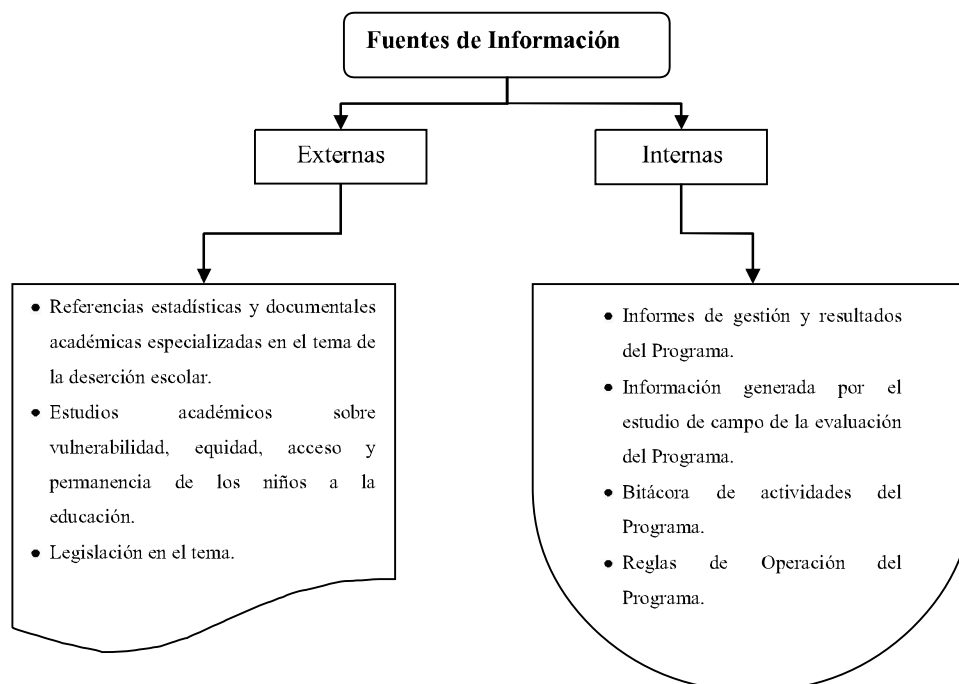 Fuentes de Información
Externas
Internas
• Referencias estadísticas y documentales
académicas especializadas en el tema de
la deserción escolar.
• Estudios académicos sobre
vulnerabilidad, equidad, acceso y
permanencia de los niños a la
educación.
• Legislación en el tema.
• Informes de gestión y resultados
del Programa.
• Información generada por el
estudio de campo de la evaluación
del Programa.
• Bitácora de actividades del
Programa.
• Reglas de Operación del
Programa.